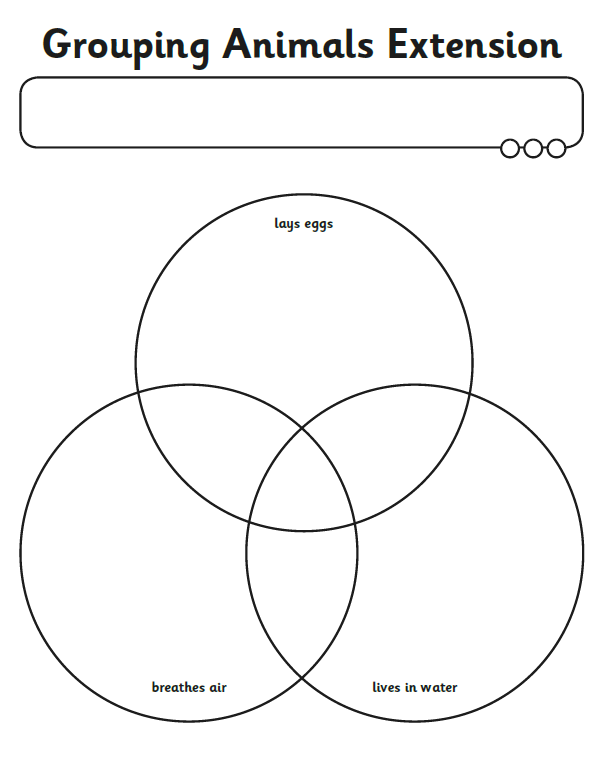 Grouping Animals Extension
lays eggs
breathes air
lives in water